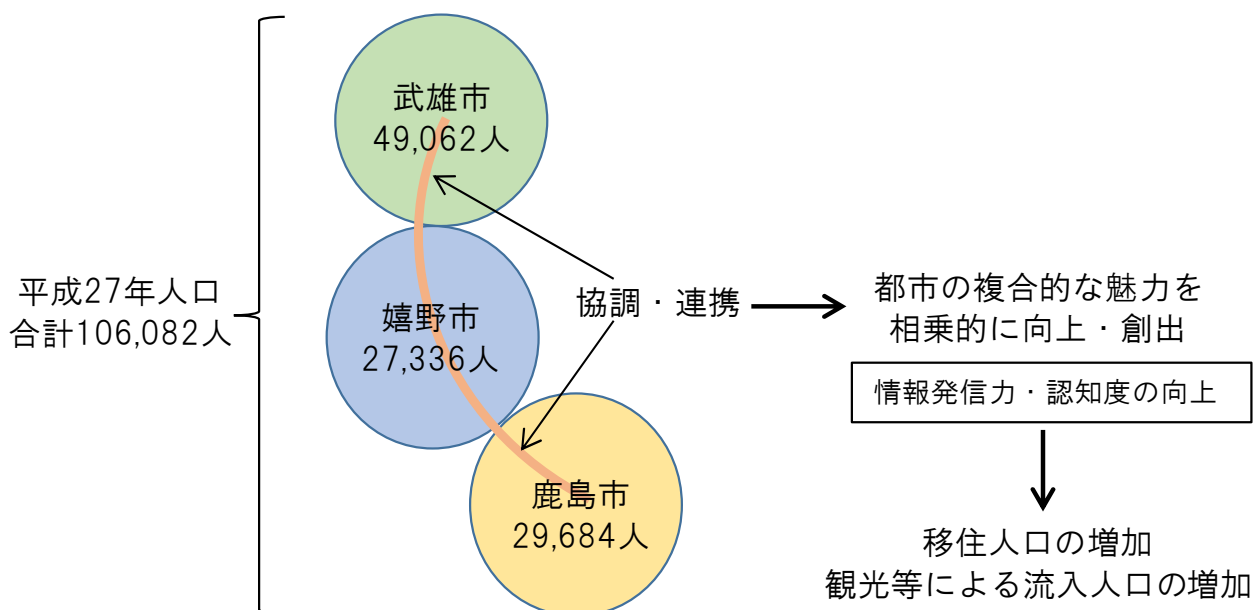 武雄市
49,062人
平成27年人口
合計106,082人
嬉野市
27,336人
鹿島市
29,684人
協調・連携
都市の複合的な魅力を
相乗的に向上・創出
情報発信力・認知度の向上
移住人口の増加
観光等による流入人口の増加